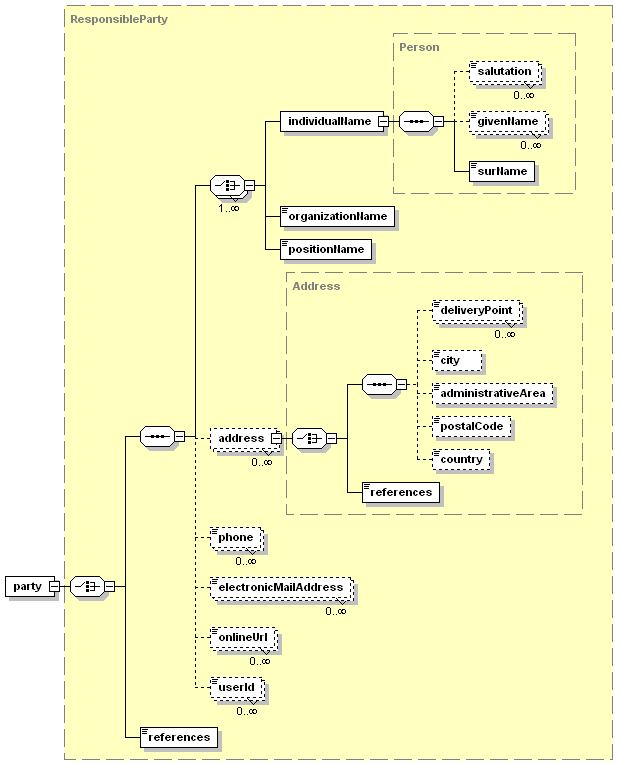 ResponsibleParty
Person
salutation
0..∞
individualName
givenName
0..∞
surName
1..∞
organizationName
positionName
Address
deliveryPoint
0..∞
city
administrativeArea
postalCode
address
0..∞
country
references
phone
0..∞
party
electronicMailAddress
0..∞
onlineUrl
0..∞
userId
0..∞
references